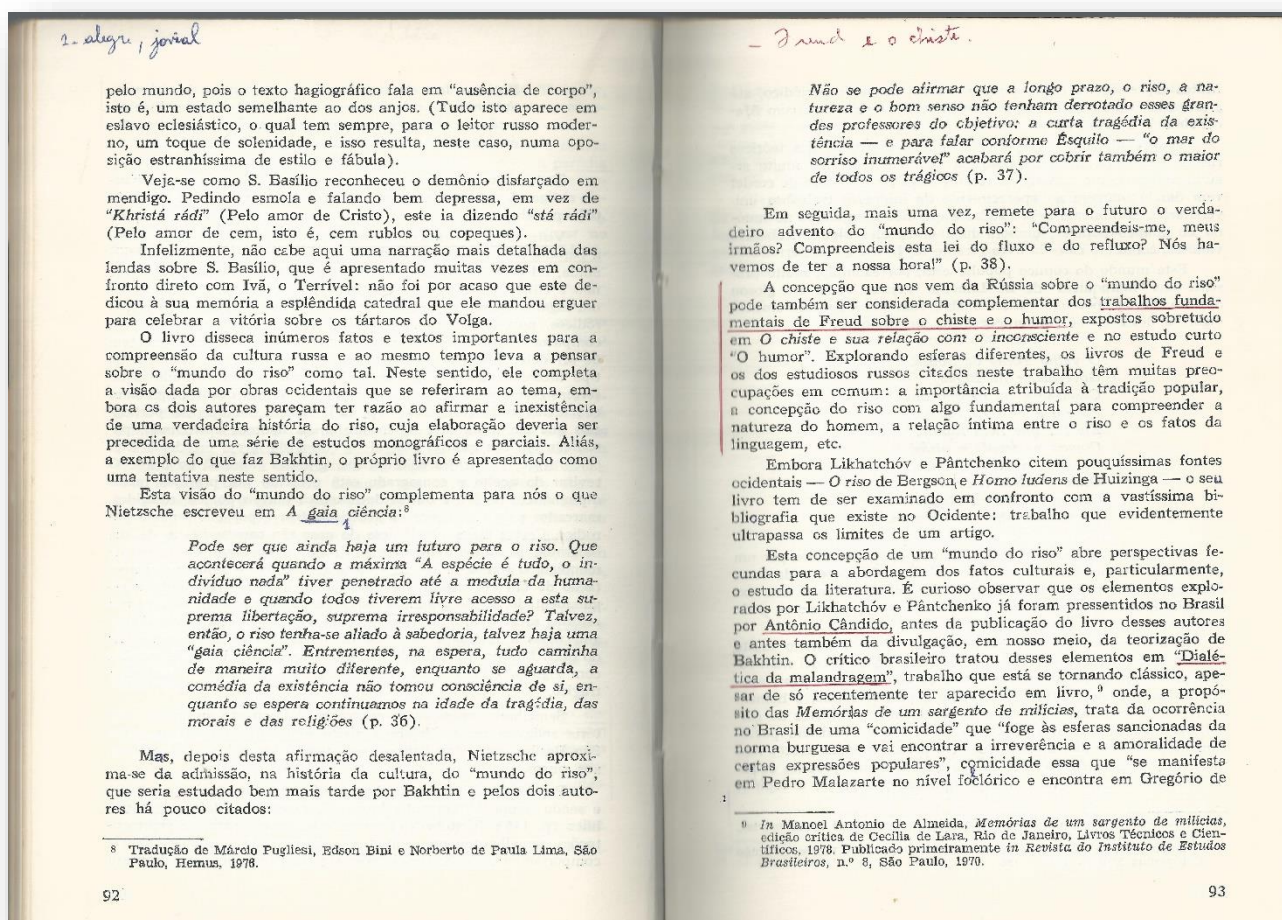 1- alegre, jovial
pelo mundo, pois o texto hagiográfico fala em "ausência de corpo",
isto é, um estado semelhante ao dos anjos. (Tudo isto aparece em
eslavo eclesiástico, o qual tem sempre, para o leitor russo moder-
no, um toque de solenidade, e isso resulta, neste caso, numa opo-
sição estranhíssima de estilo e fábula).
Veja-se como S. Basílio reconheceu o demônio disfarçado em
mendigo. Pedindo esmola e falando bem depressa, em vez de
"Khristá rádi" (Pelo amor de Cristo), este ia dizendo "stá rádi"
(Pelo amor de cem, isto é, cem rublos ou copeques).
Infelizmente, não cabe aqui uma narração mais detalhada das
lendas sobre S. Basílio, que é apresentado muitas vezes em con-
fronto direto com Ivã, o Terrível: não foi por acaso que este de-
dicou à sua memória a esplêndida catedral que ele mandou erguer
para celebrar a vitória sobre os tártaros do Volga.
O livro disseca inúmeros fatos e textos importantes para a
compreensão da cultura russa e ao mesmo tempo leva a pensar
sobre o "mundo do riso" como tal. Neste sentido, ele completa
a visão dada por obras ocidentais que se referiram ao tema, em-
bora os dois autores pareçam ter razão ao afirmar a inexistência
de uma verdadeira história do riso, cuja elaboração deveria ser
precedida de uma série de estudos monográficos e parciais. Aliás,
a exemplo do que faz Bakhtin, o próprio livro é apresentado como
uma tentativa neste sentido.
Esta visão do "mundo do riso" complementa para nós o que
Nietzsche escreveu em A gaia ciência:⁸
1
Pode ser que ainda haja um futuro para o riso. Que
acontecerá quando a máxima "A espécie é tudo, o in-
divíduo nada" tiver penetrado até a medula da huma-
nidade e quando todos tiverem livre acesso a esta su-
prema libertação, suprema irresponsabilidade? Talvez,
então, o riso tenha-se aliado à sabedoria, talvez haja uma
"gaia ciência". Entrementes, na espera, tudo caminha
de maneira muito diferente, enquanto se aguarda, a
comédia da existência não tomou consciência de si, en-
quanto se espera continuamos na idade da tragédia, das
morais e das religiões (p. 36).
Mas, depois desta afirmação desalentada, Nietzsche aproxi-
ma-se da admissão, na história da cultura, do "mundo do riso",
que seria estudado bem mais tarde por Bakhtin e pelos dois auto-
res há pouco citados:
8 Tradução de Márcio Pugliesi, Edson Bini e Norberto de Paula Lima, São
Paulo, Hemus, 1976.
92
- Freud e o chiste.
Não se pode afirmar que a longo prazo, o riso, a na-
tureza e o bom senso não tenham derrotado esses gran-
des professores do objetivo: a curta tragédia da exis-
tência — e para falar conforme Ésquilo — "o mar do
sorriso inumerável" acabará por cobrir também o maior
de todos os trágicos (p. 37).
Em seguida, mais uma vez, remete para o futuro o verda-
deiro advento do "mundo do riso": "Compreendeis-me, meus
irmãos? Compreendeis esta lei do fluxo e do refluxo? Nós ha-
vemos de ter a nossa hora!" (p. 38).
A concepção que nos vem da Rússia sobre o "mundo do riso"
pode também ser considerada complementar dos trabalhos funda-
mentais de Freud sobre o chiste e o humor, expostos sobretudo
em O chiste e sua relação com o inconsciente e no estudo curto
"O humor". Explorando esferas diferentes, os livros de Freud e
os dos estudiosos russos citados neste trabalho têm muitas preo-
cupações em comum: a importância atribuída à tradição popular,
a concepção do riso com algo fundamental para compreender a
natureza do homem, a relação íntima entre o riso e os fatos da
linguagem, etc.
Embora Likhatchóv e Pântchenko citem pouquíssimas fontes
ocidentais — O riso de Bergson e Homo ludens de Huizinga — o seu
livro tem de ser examinado em confronto com a vastíssima bi-
bliografia que existe no Ocidente: trabalho que evidentemente
ultrapassa os limites de um artigo.
Esta concepção de um "mundo do riso" abre perspectivas fe-
cundas para a abordagem dos fatos culturais e, particularmente,
o estudo da literatura. É curioso observar que os elementos explo-
rados por Likhatchóv e Pântchenko já foram pressentidos no Brasil
por Antônio Cândido, antes da publicação do livro desses autores
e antes também da divulgação, em nosso meio, da teorização de
Bakhtin. O crítico brasileiro tratou desses elementos em "Dialé-
tica da malandragem", trabalho que está se tornando clássico, ape-
sar de só recentemente ter aparecido em livro,⁹ onde, a propó-
sito das Memórias de um sargento de milícias, trata da ocorrência
no Brasil de uma "comicidade" que "foge às esferas sancionadas da
norma burguesa e vai encontrar a irreverência e a amoralidade de
certas expressões populares", comicidade essa que "se manifesta
em Pedro Malazarte no nível foclórico e encontra em Gregório de
9 In Manoel Antonio de Almeida, Memórias de um sargento de milícias,
edição crítica de Cecília de Lara, Rio de Janeiro, Livros Técnicos e Cien-
tíficos, 1978. Publicado primeiramente in Revista do Instituto de Estudos
Brasileiros, n.º 8, São Paulo, 1970.
93